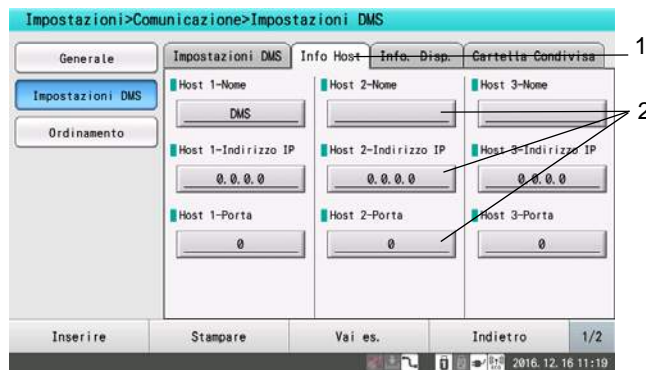 Impostazioni>Comunicazione>Impostazioni DMS
Generale
Impostazioni DMS
Ordinamento
Impostazioni DMS Info Host Info. Disp. Cartella Condivisa
1
Host 1-Nome Host 2-Nome Host 3-Nome
DMS
2
Host 1-Indirizzo IP Host 2-Indirizzo IP Host 3-Indirizzo IP
0.0.0.0 0.0.0.0 0.0.0.0
Host 1-Porta Host 2-Porta Host 3-Porta
0 0 0
Inserire Stampare Vai es. Indietro 1/2
2016.12.16 11:19